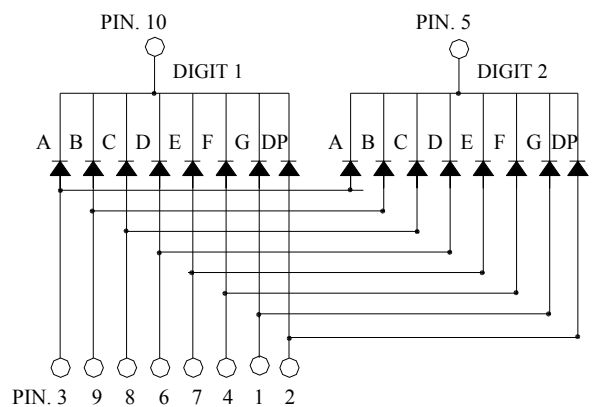 PIN. 10 PIN. 5
DIGIT 1 DIGIT 2
A B C D E F G DP A B C D E F G DP
PIN. 3 9 8 6 7 4 1 2